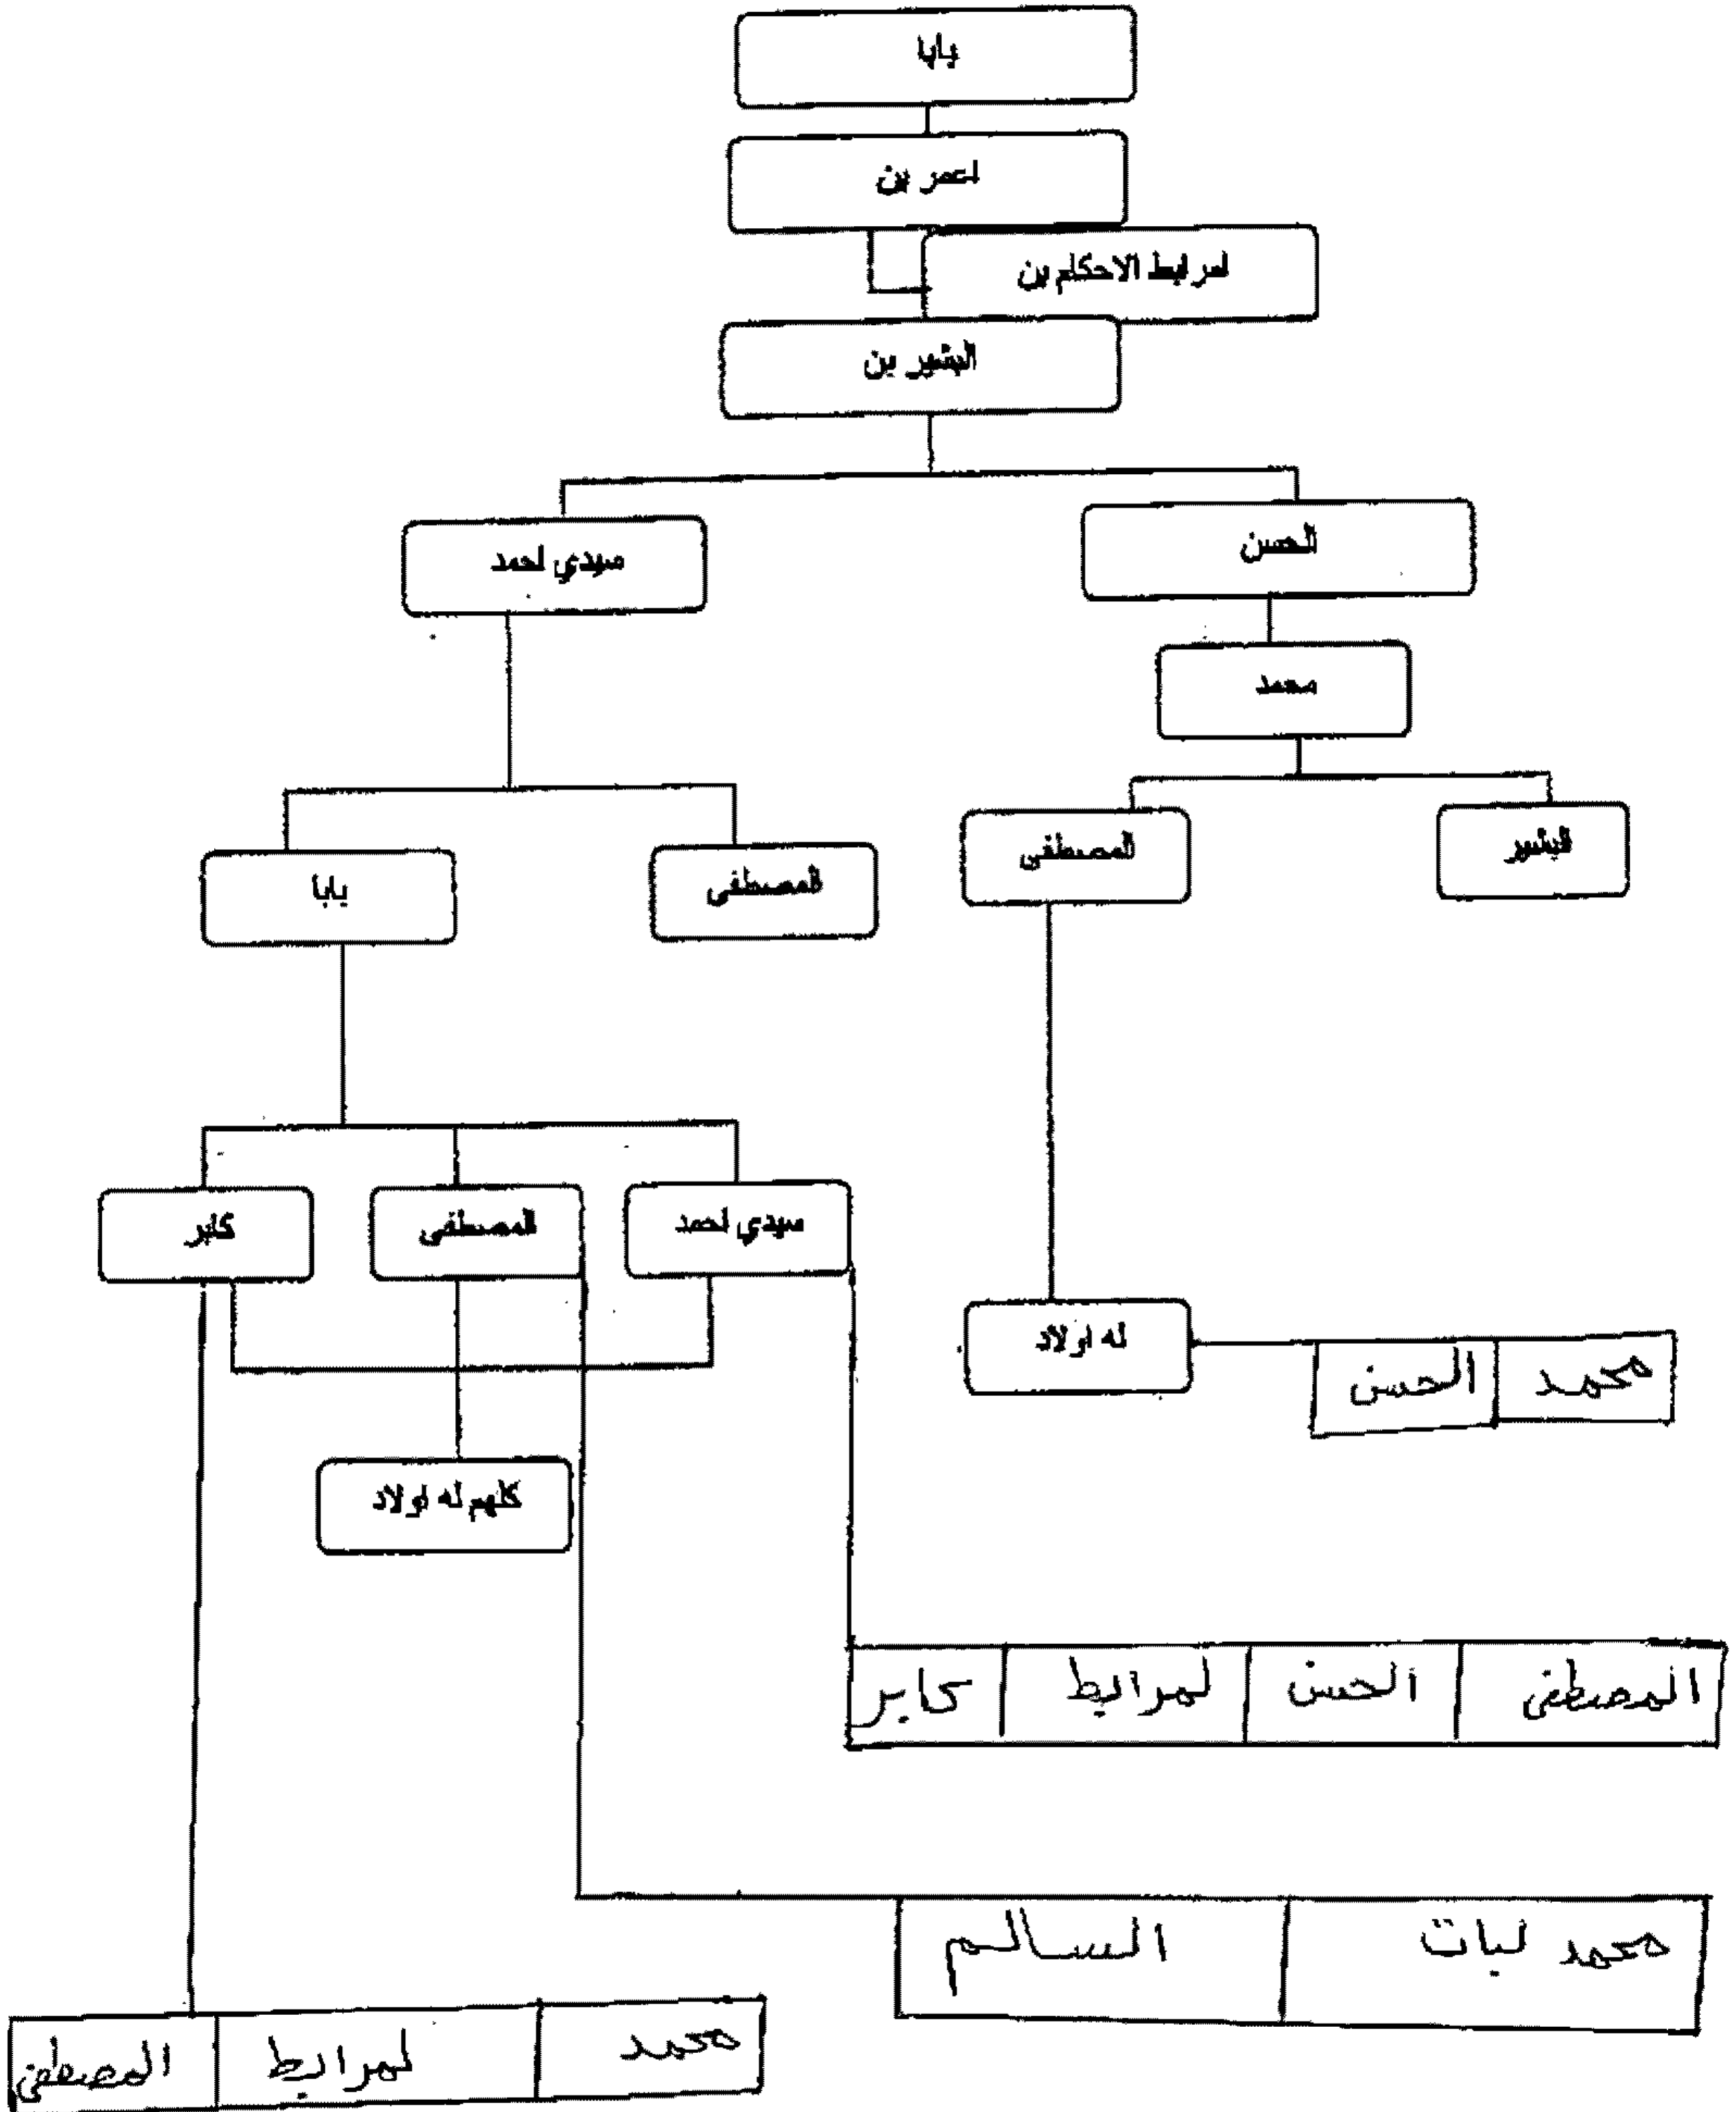 بابا
اعمر بن
لمرابط الاحكام بن
البشير بن
الحسن
سيدي احمد
محمد
البشير
المصطفى
المصطفى
بابا
سيدي احمد
المصطفى
كابر
له اولاد
محمد
الحسن
كلهم له اولاد
المصطفى
الحسن
لمرابط
كابر
محمد لبات
السالم
محمد
لمرابط
المصطفى